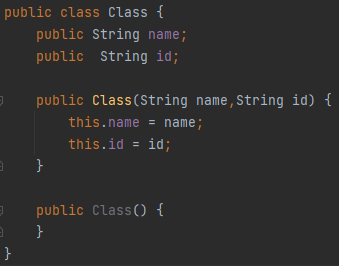 public class Class {
    public String name;
    public  String id;

    public Class(String name,String id) {
        this.name = name;
        this.id = id;
    }

    public Class() {
    }
}